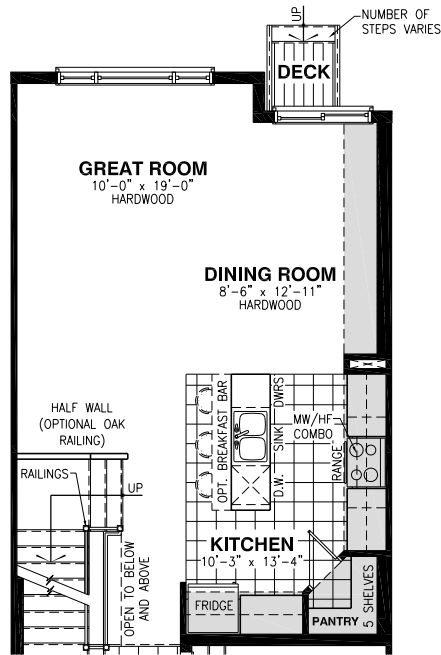 UP
NUMBER OF
STEPS VARIES
DECK
GREAT ROOM
10'-0" x 19'-0"
HARDWOOD
DINING ROOM
8'-6" x 12'-11"
HARDWOOD
HALF WALL
(OPTIONAL OAK
RAILING)
RAILINGS
UP
OPEN TO BELOW
AND ABOVE
OPT. BREAKFAST BAR
D.W. SINK DWRS
MW/HF
COMBO
RANGE
KITCHEN
10'-3" x 13'-4"
FRIDGE
PANTRY
5 SHELVES